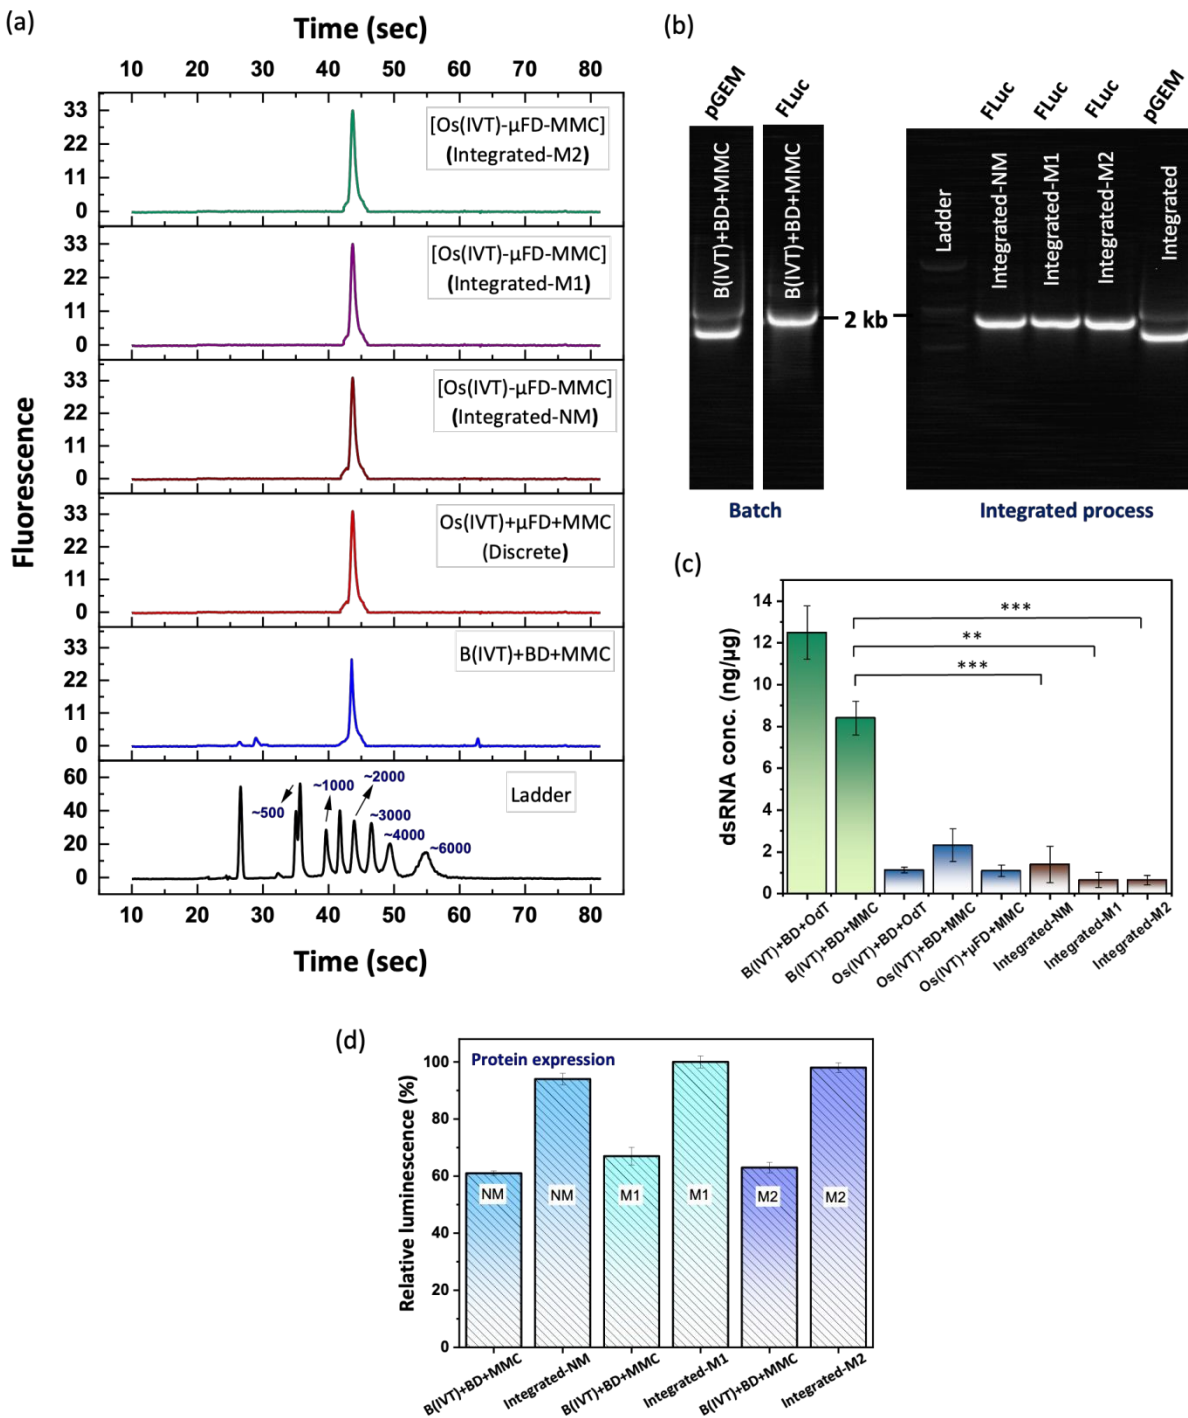 (a)
Time (sec)
10 20 30 40 50 60 70 80
33
22
11
0
[Os(IVT)-µFD-MMC]
(Integrated-M2)
33
22
11
0
[Os(IVT)-µFD-MMC]
(Integrated-M1)
33
22
11
0
[Os(IVT)-µFD-MMC]
(Integrated-NM)
33
22
11
0
Os(IVT)+µFD+MMC
(Discrete)
33
22
11
0
B(IVT)+BD+MMC
60
40
20
0
~500
~1000
~2000
~3000
~4000
~6000
Ladder
10 20 30 40 50 60 70 80
Time (sec)
Fluorescence
(b)
pGEM
FLuc
FLuc
FLuc
FLuc
pGEM
B(IVT)+BD+MMC
B(IVT)+BD+MMC
2 kb
Ladder
Integrated-NM
Integrated-M1
Integrated-M2
Integrated
Batch
Integrated process
(c)
dsRNA conc. (ng/µg)
14
12
10
8
6
4
2
0
***
**
***
B(IVT)+BD+OdT
B(IVT)+BD+MMC
Os(IVT)+BD+OdT
Os(IVT)+BD+MMC
Os(IVT)+µFD+MMC
Integrated-NM
Integrated-M1
Integrated-M2
(d)
Protein expression
Relative luminescence (%)
100
80
60
40
20
0
NM
NM
M1
M1
M2
M2
B(IVT)+BD+MMC
Integrated-NM
B(IVT)+BD+MMC
Integrated-M1
B(IVT)+BD+MMC
Integrated-M2